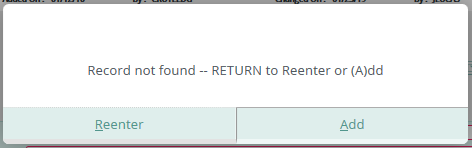 Record not found -- RETURN to Reenter or (A)dd
Reenter Add